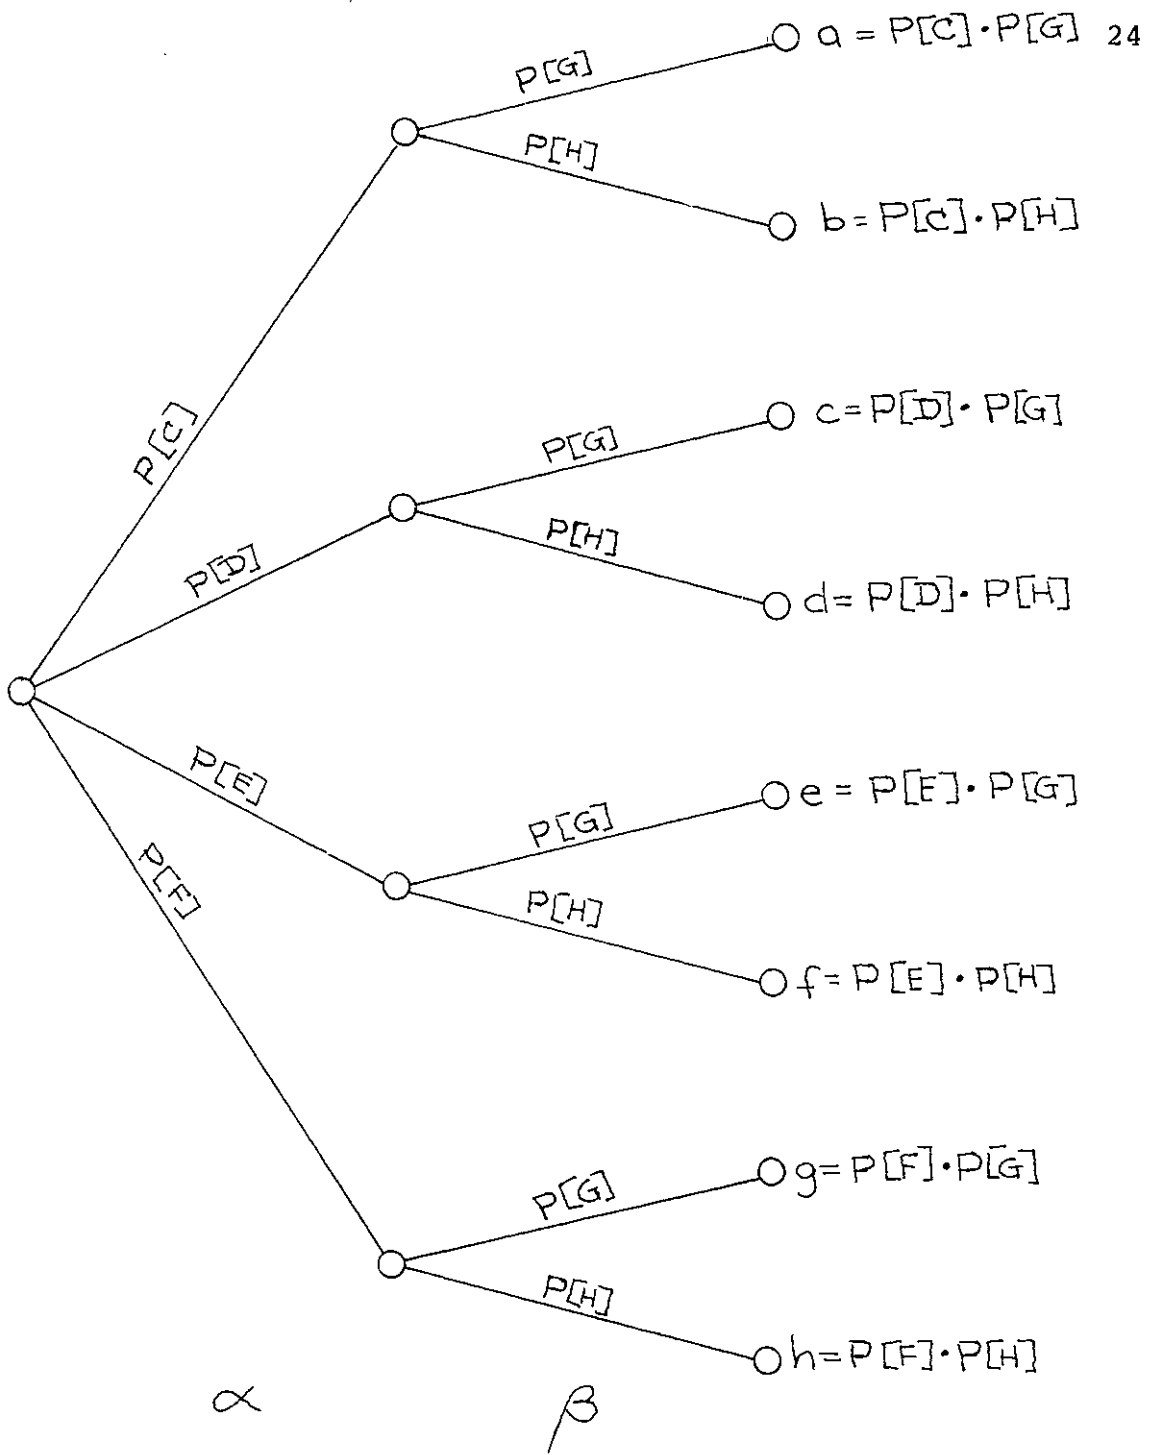 a = P[C]·P[G] 24
P[G]
P[H]
b = P[C]·P[H]
P[C]
c = P[D]·P[G]
P[G]
P[H]
P[D]
d = P[D]·P[H]
P[E]
e = P[E]·P[G]
P[G]
P[F]
P[H]
f = P[E]·P[H]
g = P[F]·P[G]
P[G]
P[H]
h = P[F]·P[H]
α β